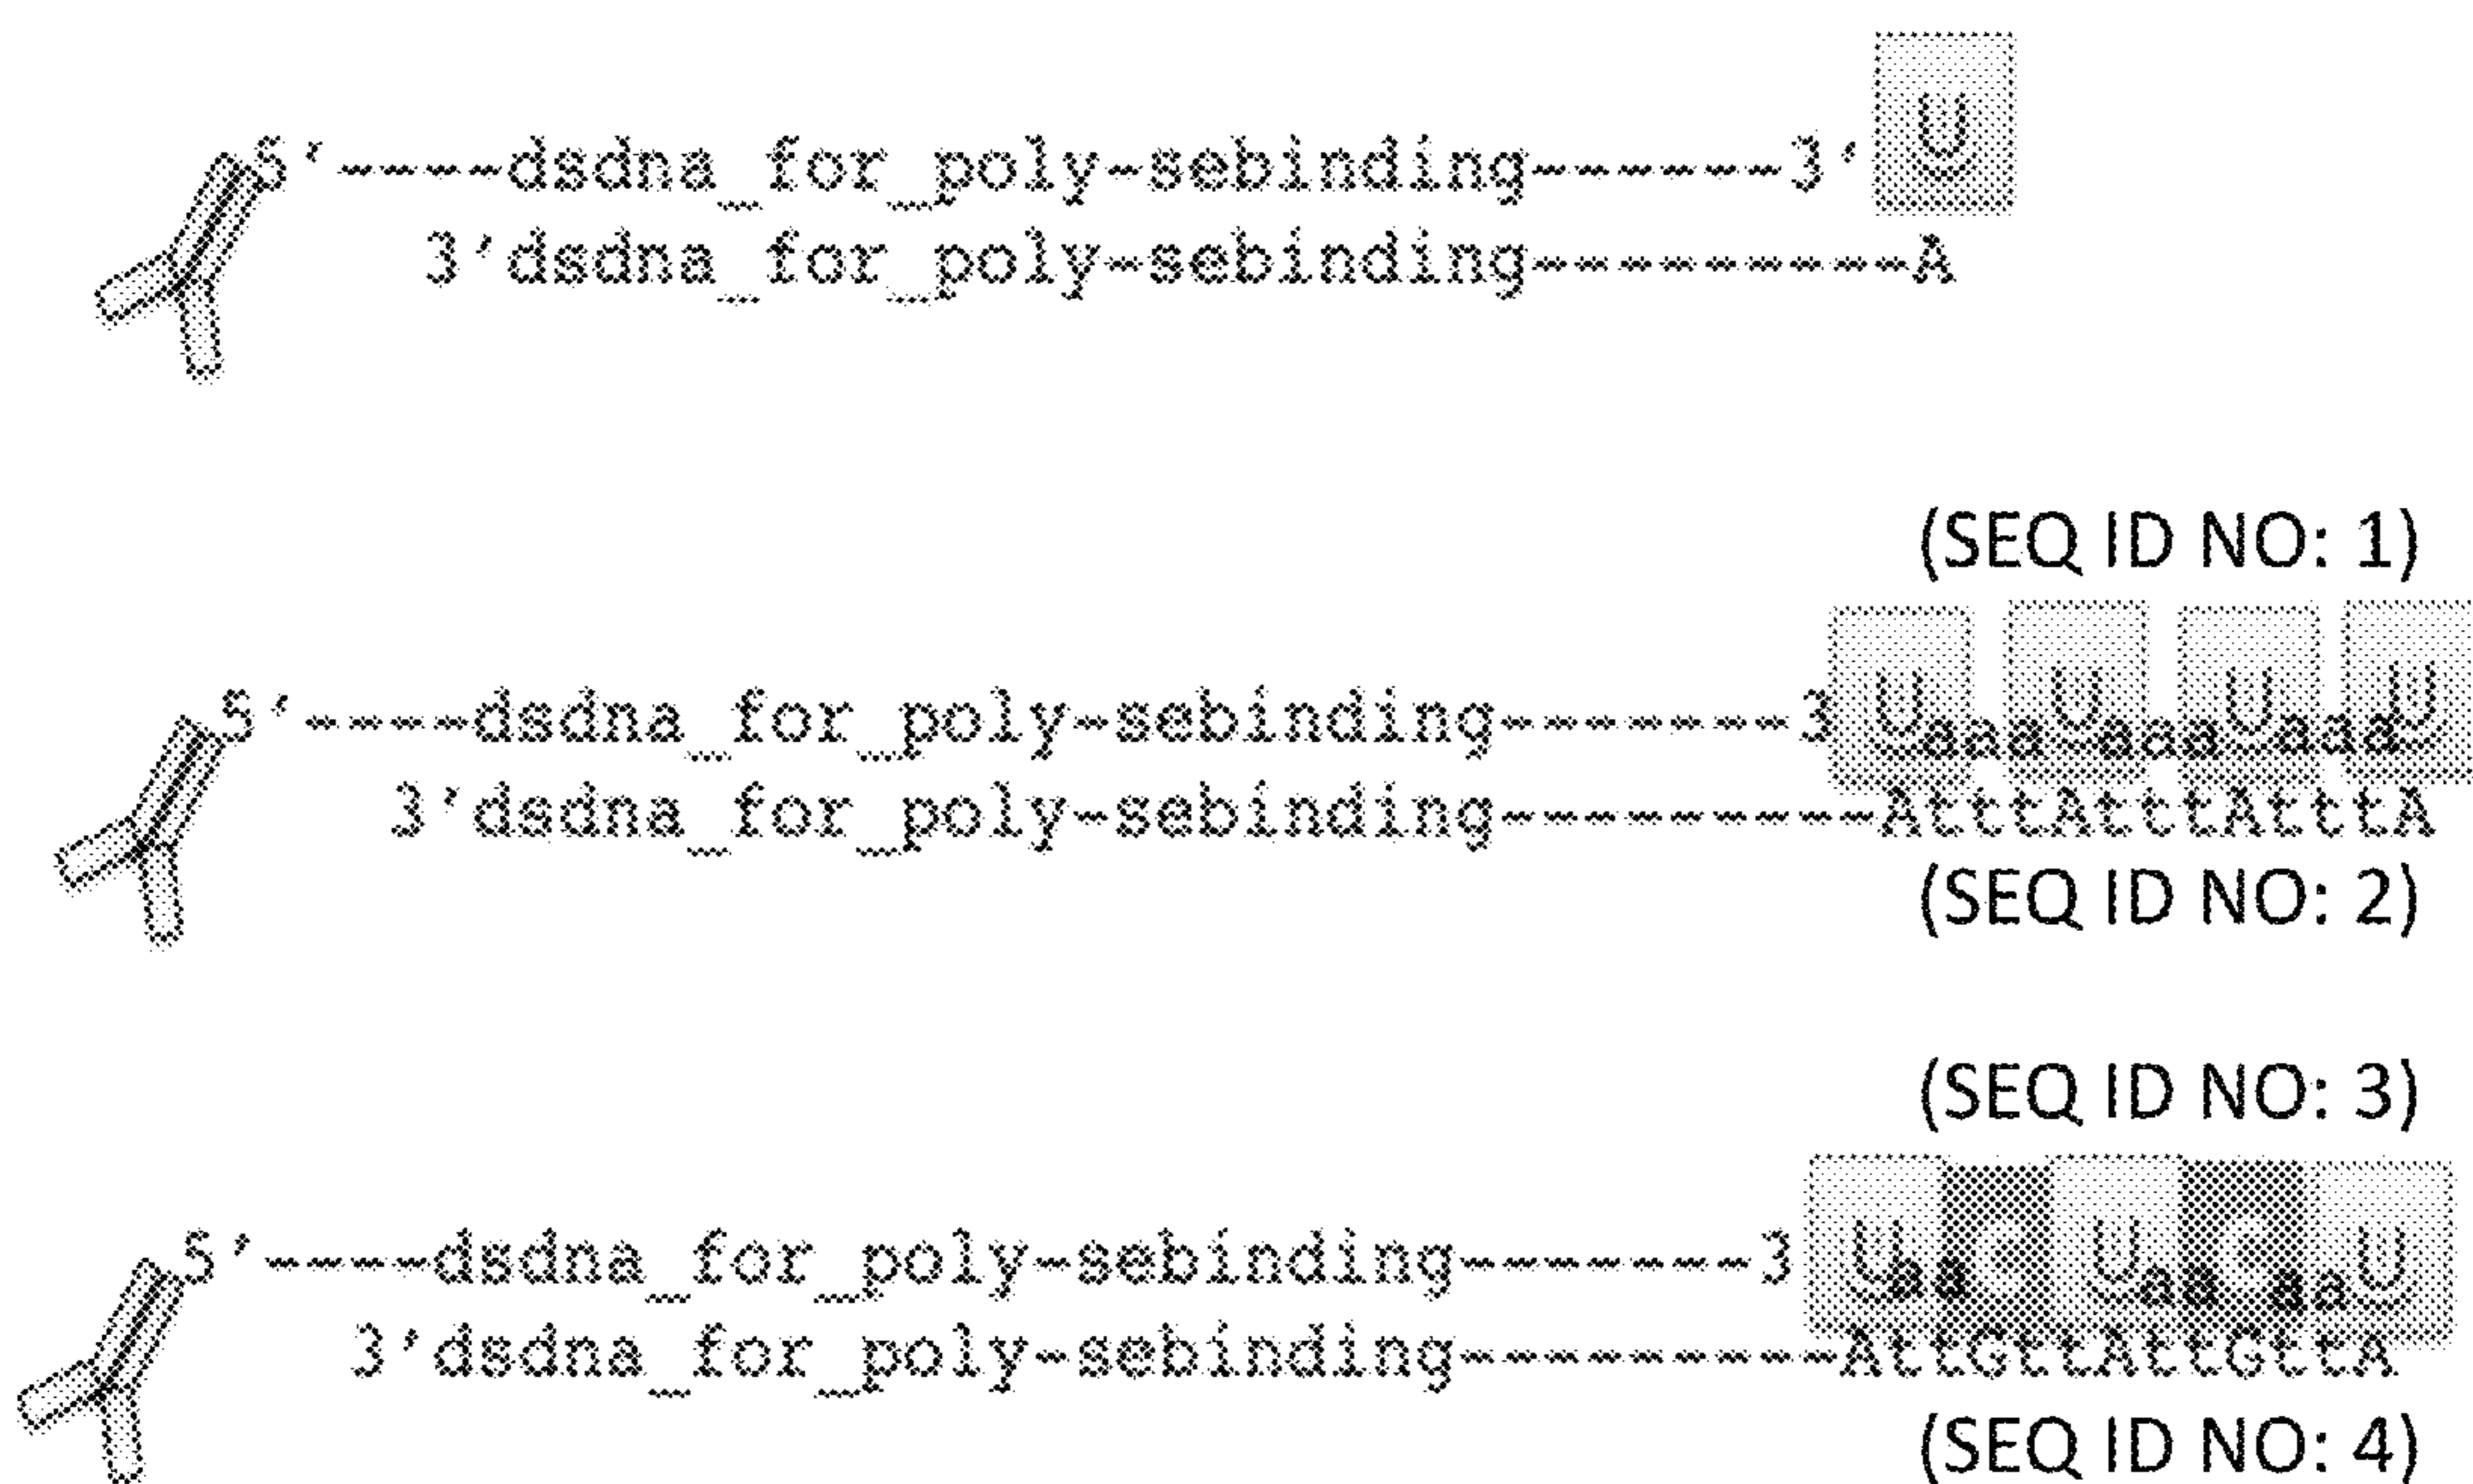 U
5'----dsdna_for_poly-sebinding------3'
3'dsdna_for_poly-sebinding---------A
(SEQ ID NO: 1)
5'----dsdna_for_poly-sebinding-------3UaaaUaaaUaaaU
3'dsdna_for_poly-sebinding---------AtttAtttAtttA
(SEQ ID NO: 2)
(SEQ ID NO: 3)
5'----dsdna_for_poly-sebinding-------3 Uaa Uaa aaU
3'dsdna_for_poly-sebinding---------AttGttAttGttA
(SEQ ID NO: 4)